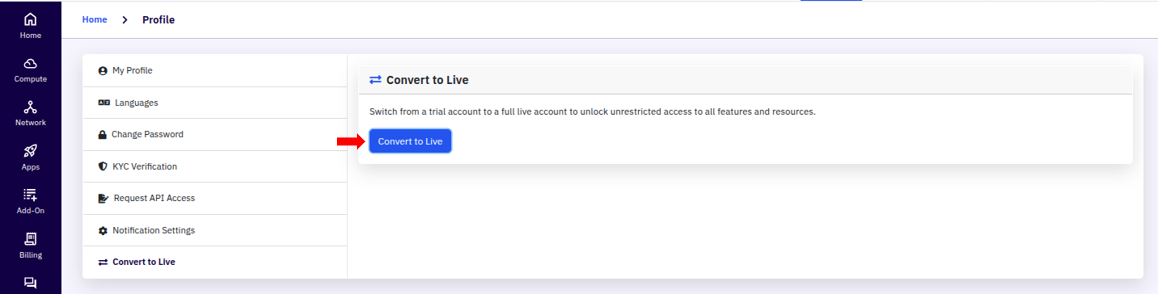 Home
Compute
Network
Apps
Add-On
Billing
Home > Profile
My Profile
Languages
Change Password
KYC Verification
Request API Access
Notification Settings
Convert to Live
Convert to Live
Switch from a trial account to a full live account to unlock unrestricted access to all features and resources.
Convert to Live